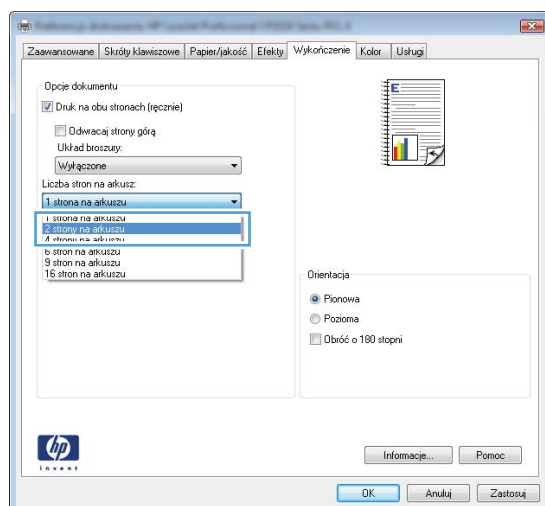 Zaawansowane Skróty klawiszowe Papier/jakość Efekty Wykończenie Kolor Usługi
Opcje dokumentu
Druk na obu stronach (ręcznie)
Odwracaj strony górą
Układ broszury:
Wyłączone
Liczba stron na arkusz:
1 strona na arkuszu
1 strona na arkuszu
2 strony na arkuszu
4 strony na arkuszu
6 stron na arkuszu
9 stron na arkuszu
16 stron na arkuszu
E
Orientacja
Pionowa
Pozioma
Obróć o 180 stopni
hp
invent
Informacje... Pomoc
OK Anuluj Zastosuj